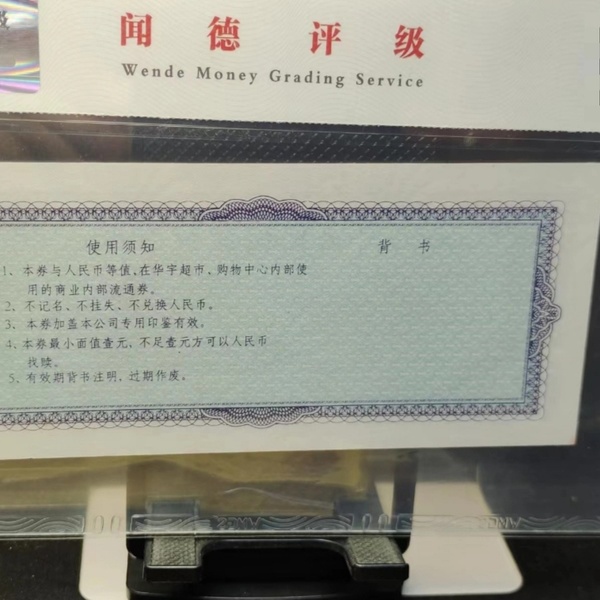 闻德评级
Wende Money Grading Service
使用须知
背书
1、本券与人民币等值,在华宇超市、购物中心内部使
用的商业内部流通券。
2、不记名、不挂失、不兑换人民币。
3、本券加盖本公司专用印鉴有效。
4、本券最小面值壹元,不足壹元方可以人民币
找赎。
5、有效期背书注明,过期作废。